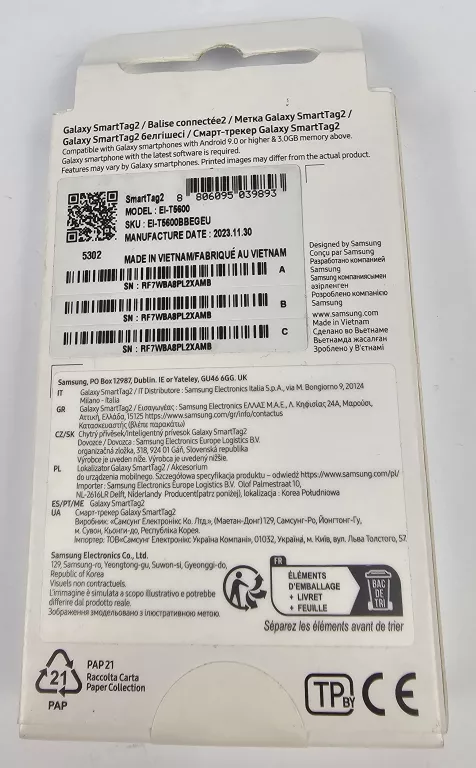 Galaxy SmartTag2 / Balise connectée2 / Метка Galaxy SmartTag2 /
Galaxy SmartTag2 белгішесі / Смарт-трекер Galaxy SmartTag2
Compatible with Galaxy smartphones with Android 9.0 or higher & 3.0GB memory above.
Galaxy smartphone with the latest software is required.
Features may vary by Galaxy smartphones. Printed images may differ from the actual product.
SmartTag2
8 806095 039893
MODEL : EI-T5600
SKU : EI-T5600BBEGEU
MANUFACTURE DATE : 2023.11.30
5302 MADE IN VIETNAM/FABRIQUÉ AU VIETNAM
A
SN : RF7WBA8PL2XAMB
B
SN : RF7WBA8PL2XAMB
C
SN : RF7WBA8PL2XAMB
Designed by Samsung
Conçu par Samsung
Разработано компанией
Samsung
Samsung компаниясымен
әзірленген
Розроблено компанією
Samsung
www.samsung.com
Made in Vietnam
Вьетнамда жасалған
Зроблено у В'єтнамі
Samsung, PO Box 12987, Dublin. IE or Yateley, GU46 6GG. UK
IT Galaxy SmartTag2 / IT Distributore : Samsung Electronics Italia S.p.A., via M. Bongiorno 9, 20124
Milano - Italia
GR Galaxy SmartTag2 / Εισαγωγέας : Samsung Electronics ΕΛΛΑΣ Μ.Α.Ε., Λ. Κηφισίας 24Α, Μαρούσι,
Αττική, Ελλάδα, 15125 https://www.samsung.com/gr/info/contactus
Κατασκευαστής (βλέπε παρακάτω)
CZ/SK Chytrý přívěsek/Inteligentný prívesok Galaxy SmartTag2
Dovozce / Dovozca : Samsung Electronics Europe Logistics B.V.
organizačná zložka, 318, 924 01 Gáň, Slovenská republika
Výrobce je uveden níže. Výrobca je uvedený nižšie.
PL Lokalizator Galaxy SmartTag2 / Akcesorium
do urządzenia mobilnego. Szczegółowa specyfikacja produktu – odwiedź https://samsung.com/pl/
Importer : Samsung Electronics Europe Logistics B.V. Olof Palmestraat 10,
NL-2616LR Delft, Niderlandy Producent(patrz poniżej), lokalizacja : Korea Południowa
ES/PT/ME Galaxy SmartTag2
UA Смарт-трекер Galaxy SmartTag2
Виробник: «Самсунг Електронікс Ко. Лтд.», (Маетан-Донг) 129, Самсунг-Ро, Йонгтонг-Гу,
м. Сувон, Кьонги-до, Республіка Корея.
Імпортер: ТОВ«Самсунг Електронікс Україна Компані», 01032, Україна, м. Київ, вул. Льва Толстого, 57.
Samsung Electronics Co., Ltd.
129, Samsung-ro, Yeongtong-gu, Suwon-si, Gyeonggi-do,
Republic of Korea
Visuels non contractuels.
L'immagine è simulata a scopo illustrativo e potrebbe
differire dal prodotto reale.
Зображення змодельовано з ілюстративною метою.
FR
ÉLÉMENTS
D'EMBALLAGE
+ LIVRET
+ FEUILLE
BAC
DE
TRI
Séparez les éléments avant de trier
21
PAP
PAP 21
Raccolta Carta
Paper Collection
TP BY
CE